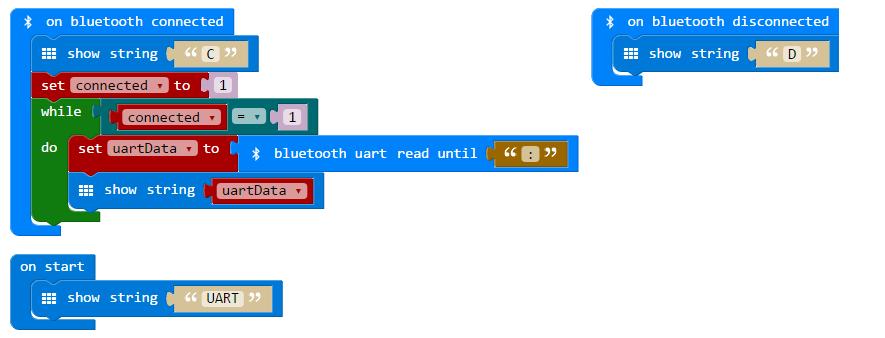 on bluetooth connected
show string “ C ”
set connected to 1
while connected = 1
do set uartData to bluetooth uart read until “ : ”
show string uartData
on start
show string “ UART ”
on bluetooth disconnected
show string “ D ”